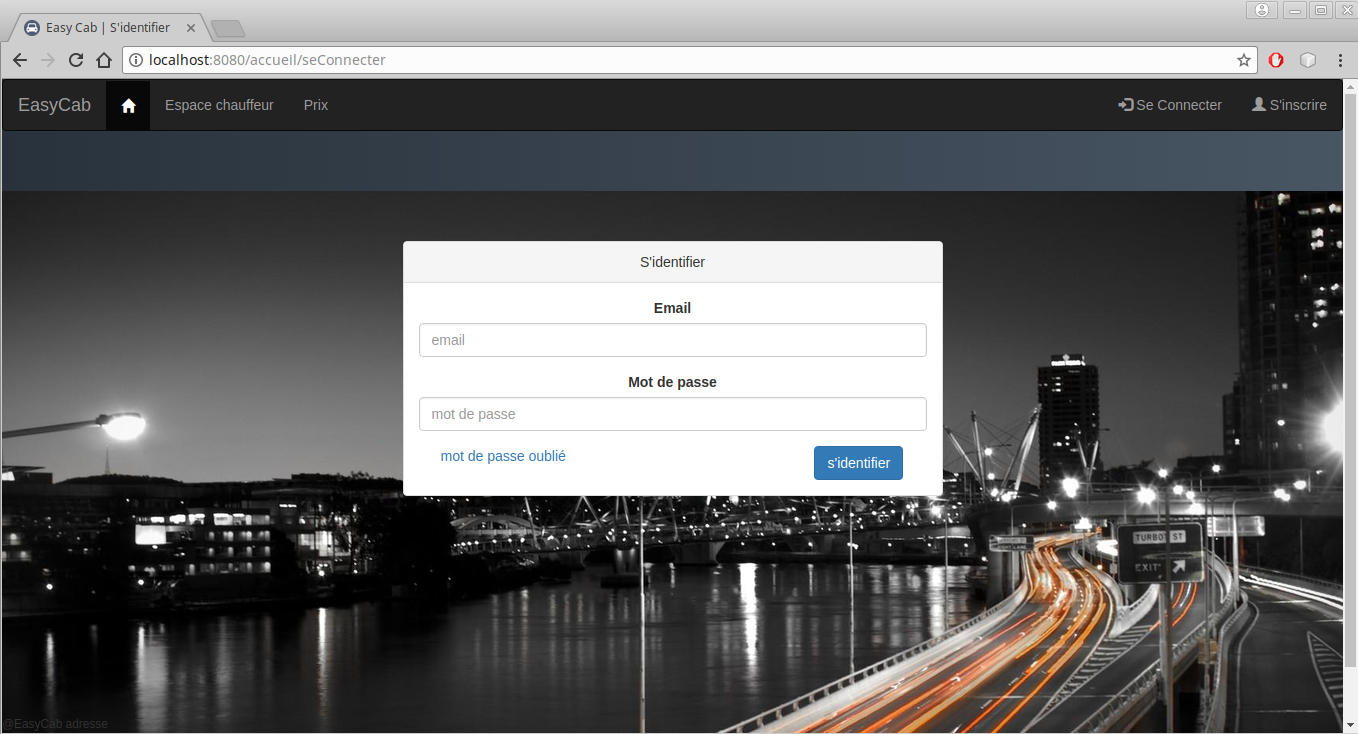 Easy Cab | S'identifier
localhost:8080/accueil/seConnecter
EasyCab Espace chauffeur Prix Se Connecter S'inscrire
S'identifier
Email
email
Mot de passe
mot de passe
mot de passe oublié s'identifier
TURBOT ST
EXIT
@EasyCab adresse